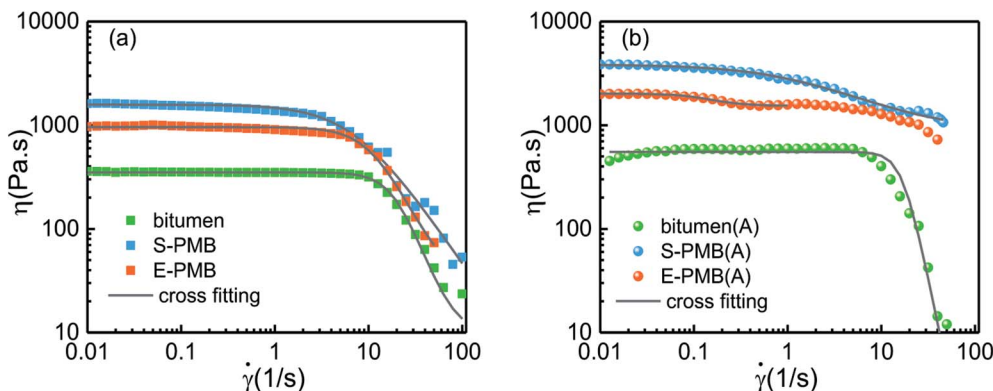 (a)
10000
1000
100
10
η(Pa.s)
bitumen
S-PMB
E-PMB
cross fitting
0.01 0.1 1 10 100
γ̇(1/s)
(b)
10000
1000
100
10
η(Pa.s)
bitumen(A)
S-PMB(A)
E-PMB(A)
cross fitting
0.01 0.1 1 10 100
γ̇(1/s)